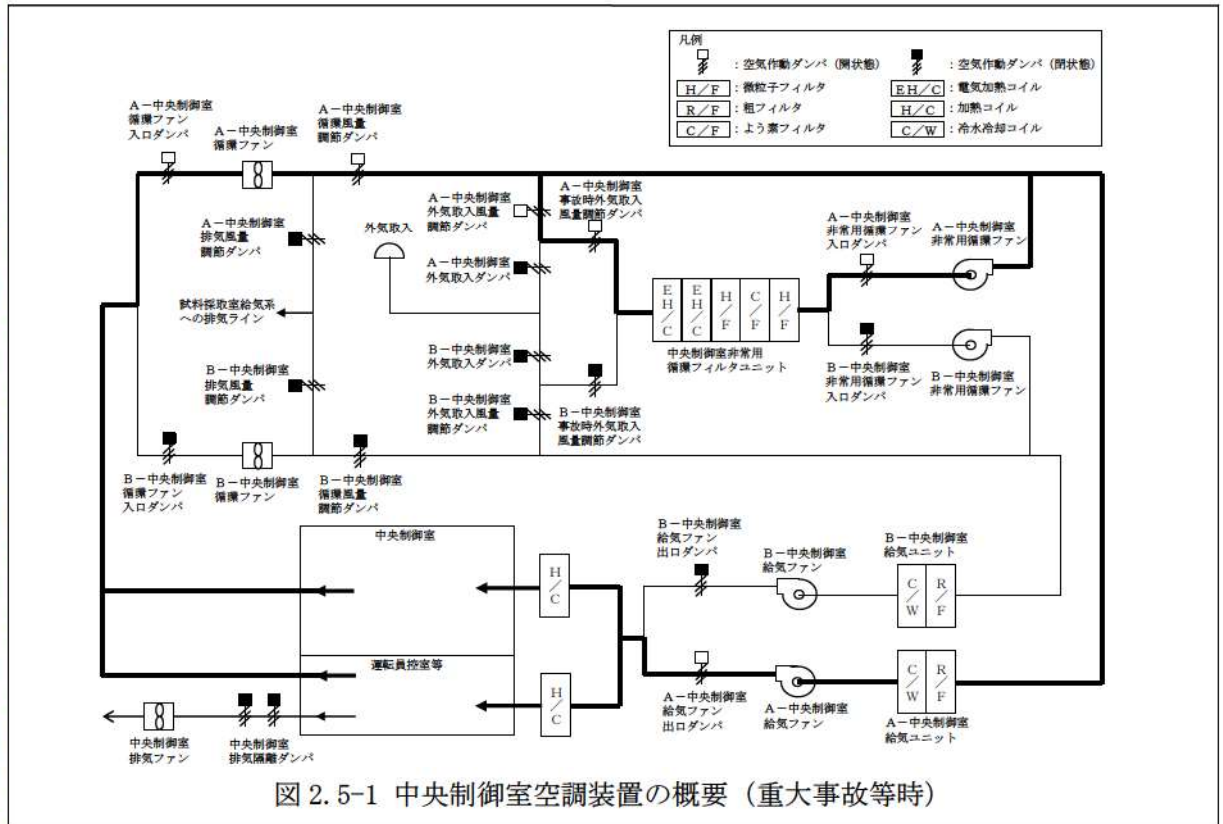 凡例
：空気作動ダンパ（開状態）
：空気作動ダンパ（閉状態）
H／F：微粒子フィルタ
EH／C：電気加熱コイル
R／F：粗フィルタ
H／C：加熱コイル
C／F：よう素フィルタ
C／W：冷水冷却コイル
A－中央制御室
循環ファン
入口ダンパ
A－中央制御室
循環ファン
A－中央制御室
循環風量
調節ダンパ
A－中央制御室
外気取入風量
調節ダンパ
A－中央制御室
事故時外気取入
風量調節ダンパ
A－中央制御室
非常用循環ファン
入口ダンパ
A－中央制御室
非常用循環ファン
A－中央制御室
排気風量
調節ダンパ
外気取入
A－中央制御室
外気取入ダンパ
試料採取室給気系
への排気ライン
EH／C
EH／C
H／F
C／F
H／F
中央制御室非常用
循環フィルタユニット
B－中央制御室
排気風量
調節ダンパ
B－中央制御室
外気取入ダンパ
B－中央制御室
外気取入風量
調節ダンパ
B－中央制御室
事故時外気取入
風量調節ダンパ
B－中央制御室
非常用循環ファン
入口ダンパ
B－中央制御室
非常用循環ファン
B－中央制御室
循環ファン
入口ダンパ
B－中央制御室
循環ファン
B－中央制御室
循環風量
調節ダンパ
中央制御室
H／C
B－中央制御室
給気ファン
出口ダンパ
B－中央制御室
給気ファン
B－中央制御室
給気ユニット
C／W
R／F
運転員控室等
H／C
A－中央制御室
給気ファン
出口ダンパ
A－中央制御室
給気ファン
C／W
R／F
A－中央制御室
給気ユニット
中央制御室
排気ファン
中央制御室
排気隔離ダンパ
図 2.5-1 中央制御室空調装置の概要（重大事故等時）